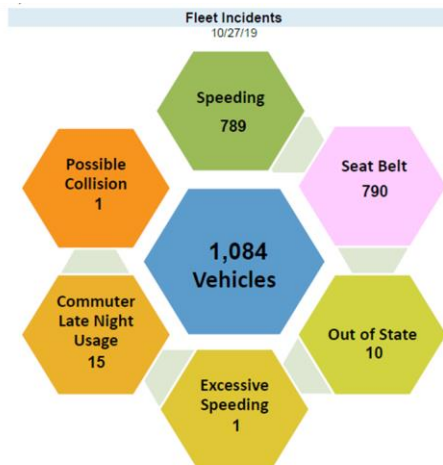 Fleet Incidents
10/27/19
Speeding
789
Possible
Collision
1
Seat Belt
790
1,084
Vehicles
Commuter
Late Night
Usage
15
Out of State
10
Excessive
Speeding
1